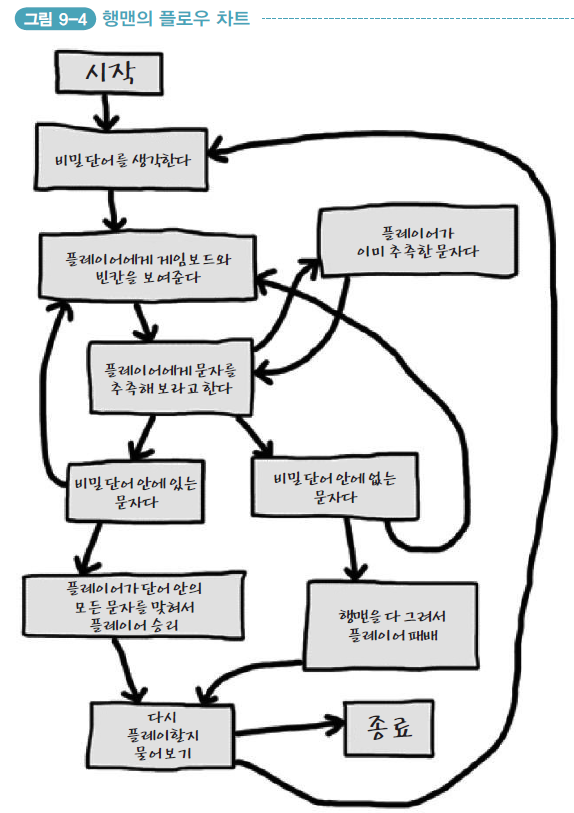 그림 9-4 행맨의 플로우 차트
시작
비밀 단어를 생각한다
플레이어에게 게임보드와
빈칸을 보여준다
플레이어가
이미 추측한 문자다
플레이어에게 문자를
추측해 보라고 한다
비밀 단어 안에 있는
문자다
비밀 단어 안에 없는
문자다
플레이어가 단어 안의
모든 문자를 맞혀서
플레이어 승리
행맨을 다 그려서
플레이어 패배
다시
플레이할지
물어보기
종료